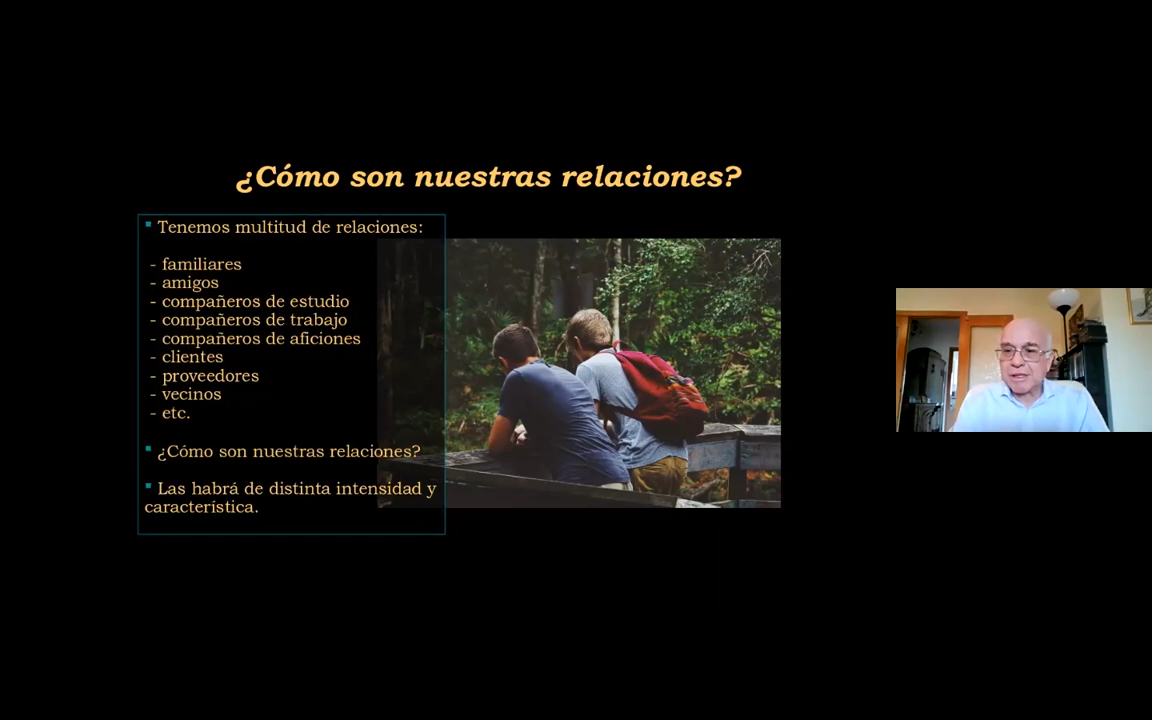 ¿Cómo son nuestras relaciones?
▪ Tenemos multitud de relaciones:
- familiares
- amigos
- compañeros de estudio
- compañeros de trabajo
- compañeros de aficiones
- clientes
- proveedores
- vecinos
- etc.
▪ ¿Cómo son nuestras relaciones?
▪ Las habrá de distinta intensidad y
característica.